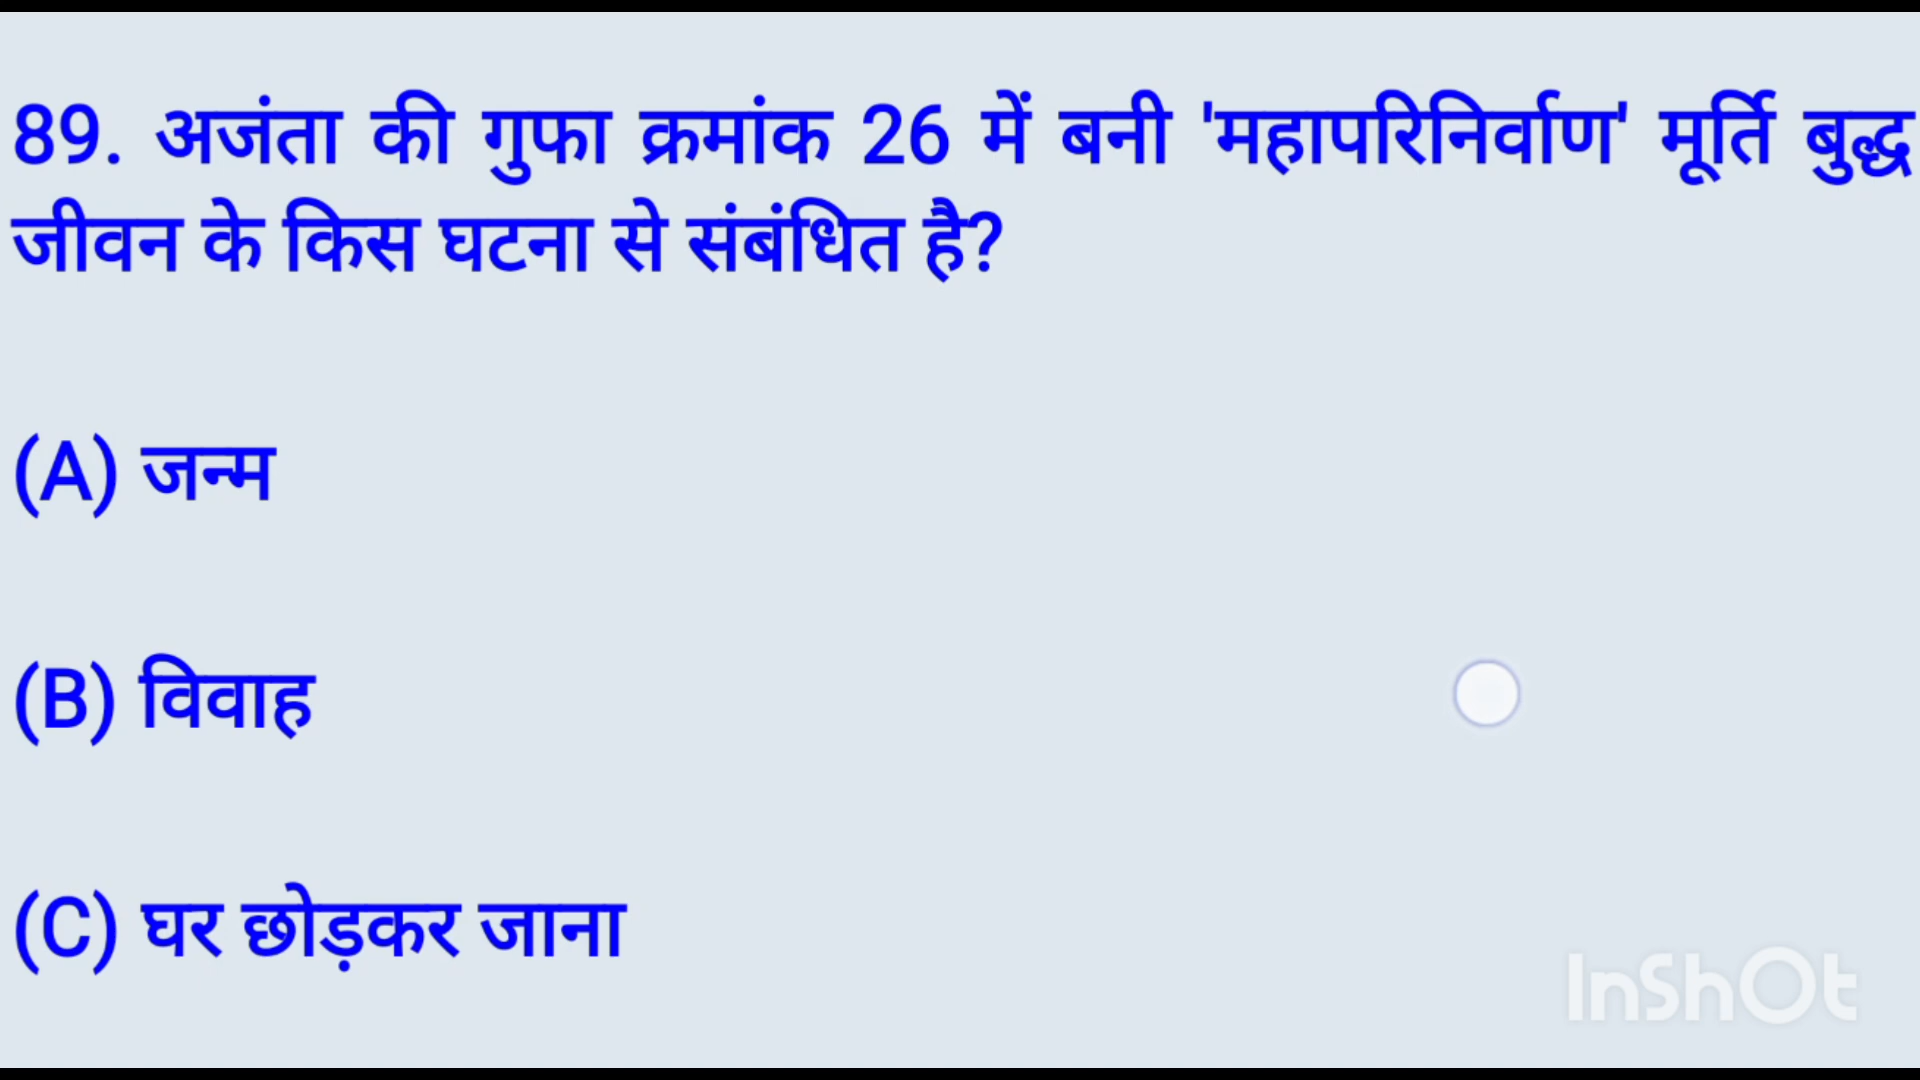 89. अजंता की गुफा क्रमांक 26 में बनी 'महापरिनिर्वाण' मूर्ति बुद्ध
जीवन के किस घटना से संबंधित है?
(A) जन्म
(B) विवाह
(C) घर छोड़कर जाना
InShOt